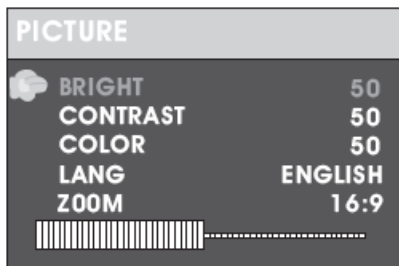 PICTURE
BRIGHT 50
CONTRAST 50
COLOR 50
LANG ENGLISH
ZOOM 16:9